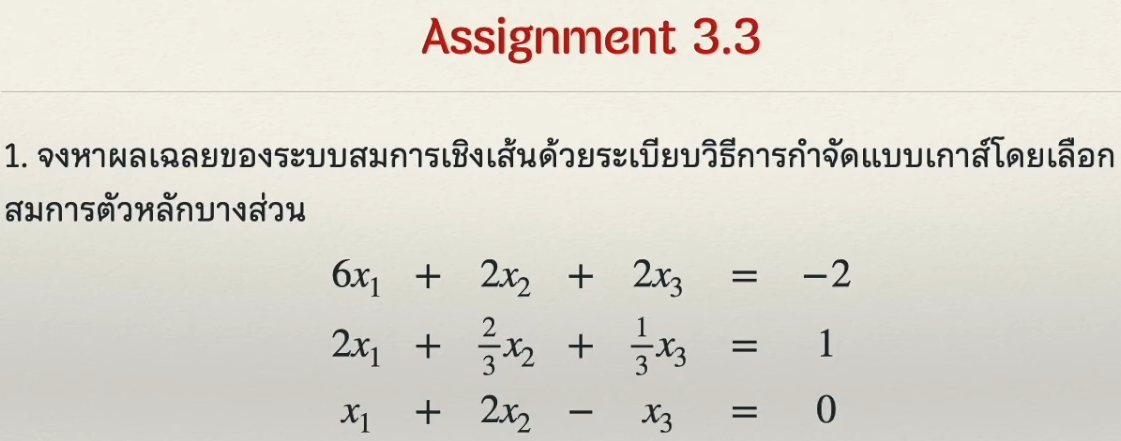 Assignment 3.3
1. จงหาผลเฉลยของระบบสมการเชิงเส้นด้วยระเบียบวิธีการกำจัดแบบเกาส์โดยเลือก
สมการตัวหลักบางส่วน
6x₁ + 2x₂ + 2x₃ = −2
2x₁ + 2/3 x₂ + 1/3 x₃ = 1
x₁ + 2x₂ − x₃ = 0